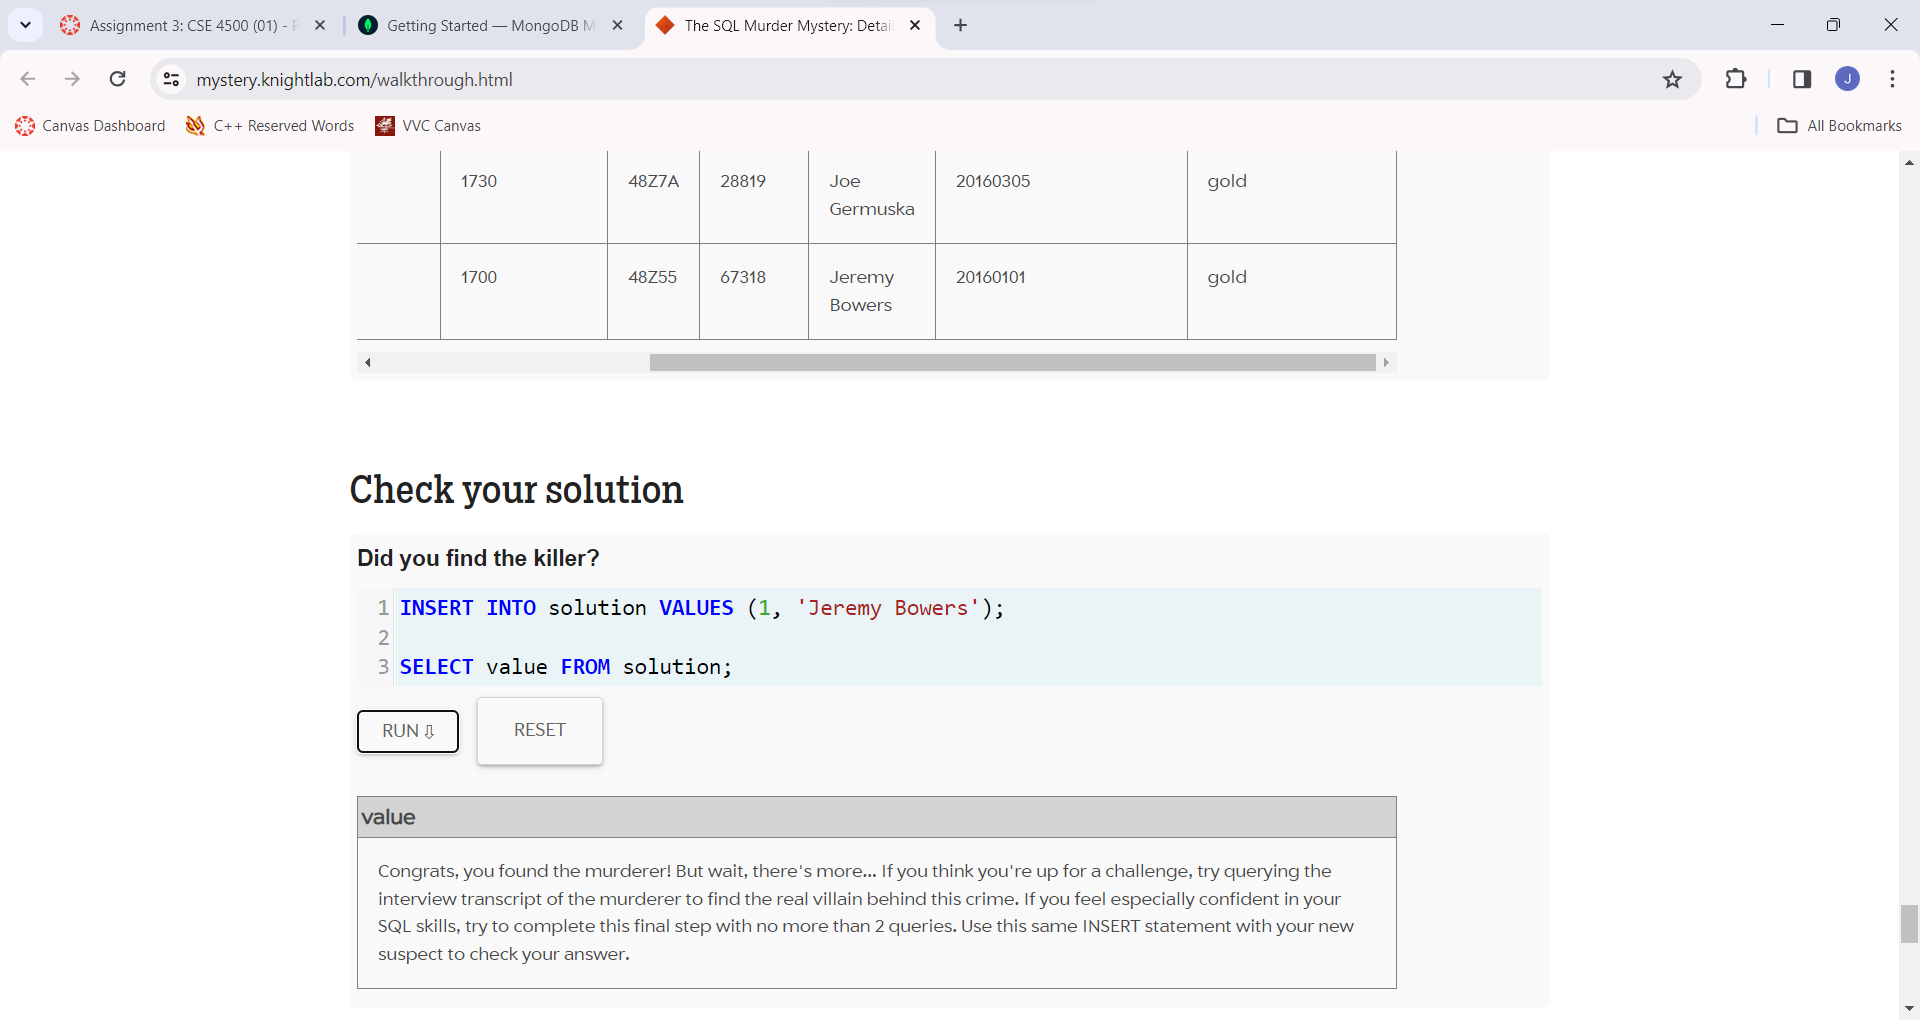 Assignment 3: CSE 4500 (01) - P
Getting Started — MongoDB M
The SQL Murder Mystery: Detai
mystery.knightlab.com/walkthrough.html
J
Canvas Dashboard
C++ Reserved Words
VVC Canvas
All Bookmarks
1730 48Z7A 28819 Joe 20160305 gold
Germuska
1700 48Z55 67318 Jeremy 20160101 gold
Bowers
Check your solution
Did you find the killer?
1 INSERT INTO solution VALUES (1, 'Jeremy Bowers');
2
3 SELECT value FROM solution;
RUN ⇩
RESET
value
Congrats, you found the murderer! But wait, there's more... If you think you're up for a challenge, try querying the
interview transcript of the murderer to find the real villain behind this crime. If you feel especially confident in your
SQL skills, try to complete this final step with no more than 2 queries. Use this same INSERT statement with your new
suspect to check your answer.